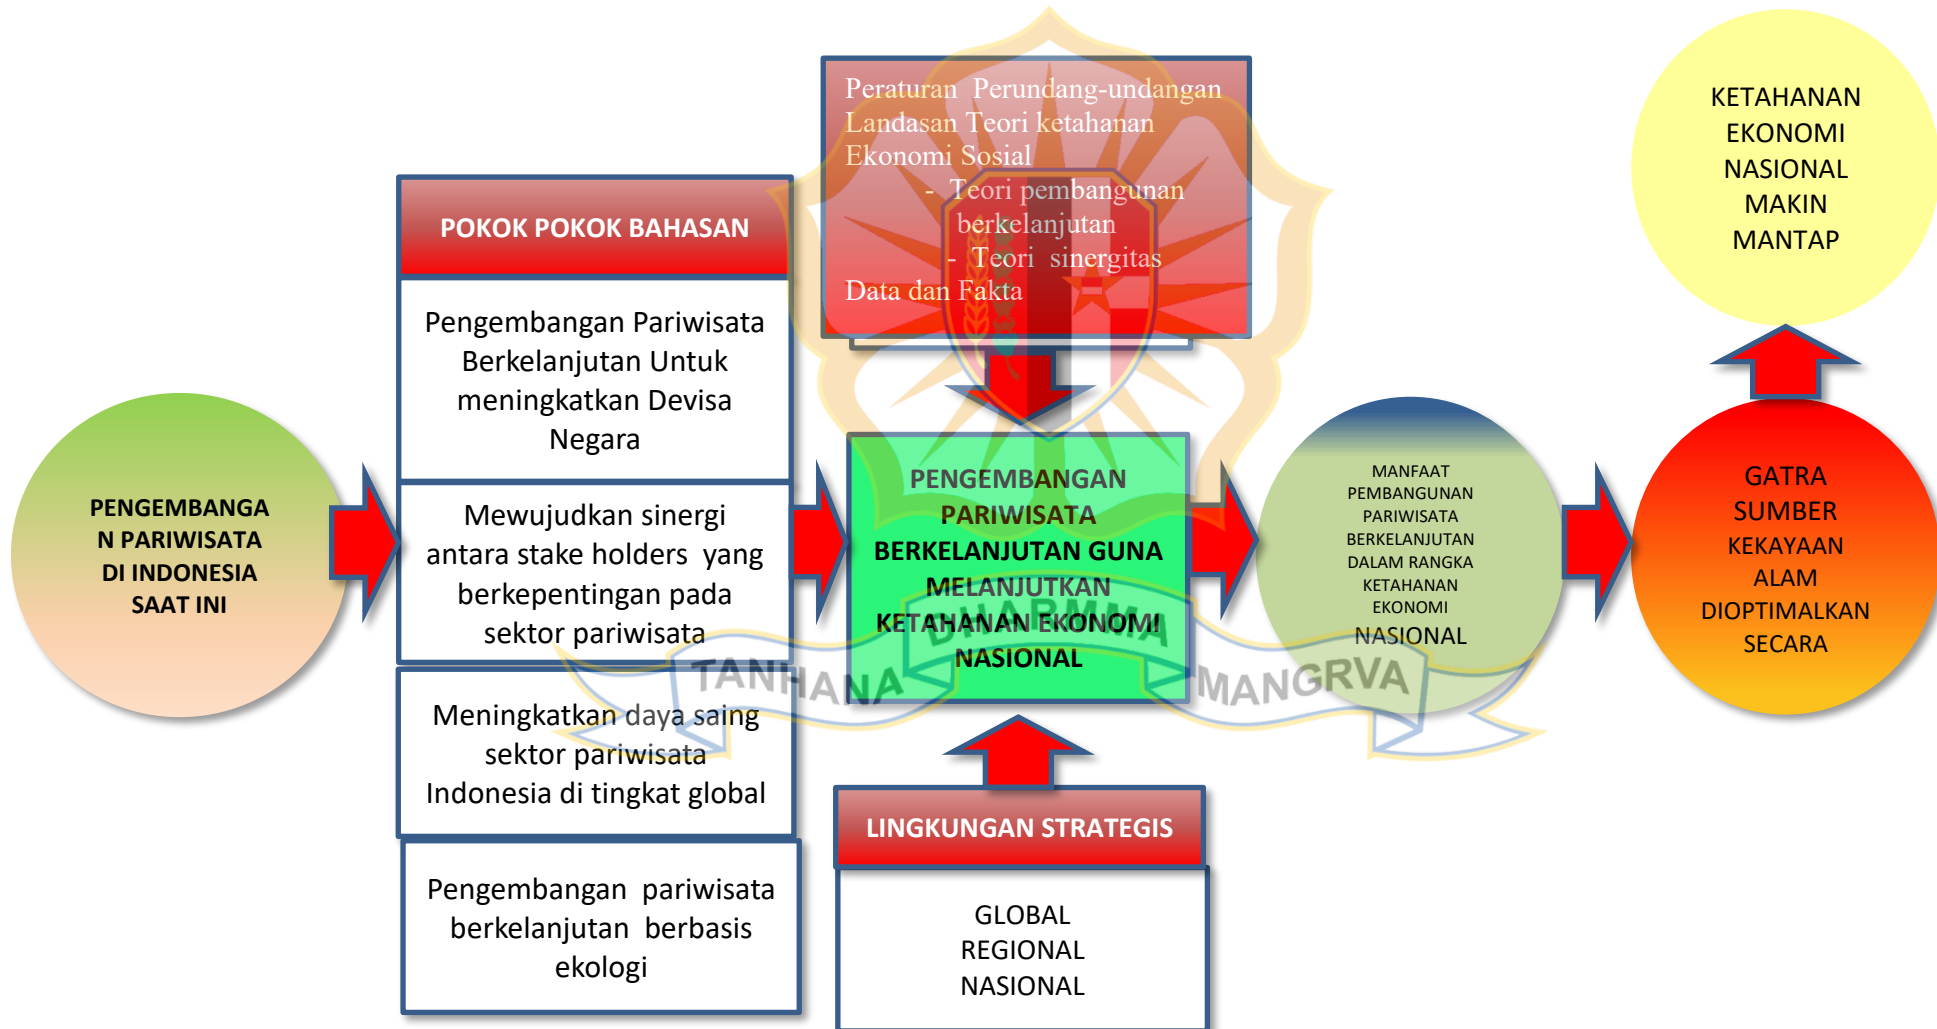 PENGEMBANGA
N PARIWISATA
DI INDONESIA
SAAT INI
POKOK POKOK BAHASAN
Pengembangan Pariwisata
Berkelanjutan Untuk
meningkatkan Devisa
Negara
Mewujudkan sinergi
antara stake holders yang
berkepentingan pada
sektor pariwisata
Meningkatkan daya saing
sektor pariwisata
Indonesia di tingkat global
Pengembangan pariwisata
berkelanjutan berbasis
ekologi
Peraturan Perundang-undangan
Landasan Teori ketahanan
Ekonomi Sosial
- Teori pembangunan
berkelanjutan
- Teori sinergitas
Data dan Fakta
PENGEMBANGAN
PARIWISATA
BERKELANJUTAN GUNA
MELANJUTKAN
KETAHANAN EKONOMI
NASIONAL
LINGKUNGAN STRATEGIS
GLOBAL
REGIONAL
NASIONAL
MANFAAT
PEMBANGUNAN
PARIWISATA
BERKELANJUTAN
DALAM RANGKA
KETAHANAN
EKONOMI
NASIONAL
GATRA
SUMBER
KEKAYAAN
ALAM
DIOPTIMALKAN
SECARA
KETAHANAN
EKONOMI
NASIONAL
MAKIN
MANTAP
TANHANA DHARMMA MANGRVA